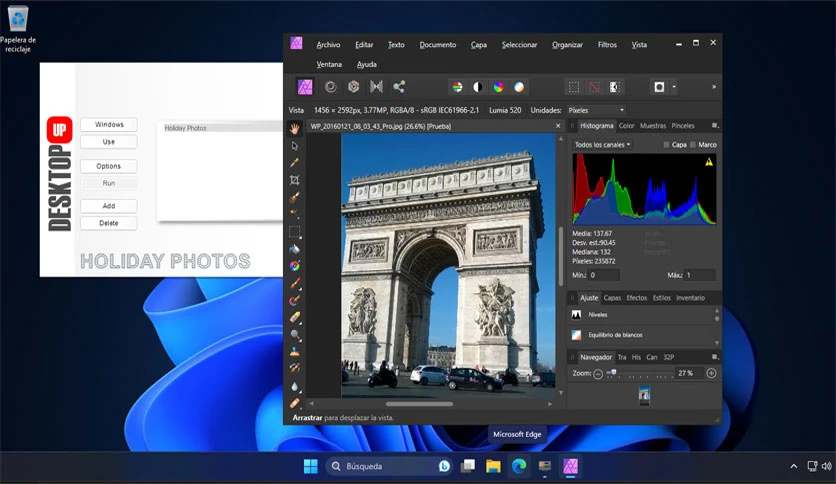 Papelera de
reciclaje
DESKTOP UP
Windows
Use
Options
Run
Add
Delete
Holiday Photos
HOLIDAY PHOTOS
Archivo Editar Texto Documento Capa Seleccionar Organizar Filtros Vista
Ventana Ayuda
Vista 1456 × 2592px, 3.77MP, RGBA/8 - sRGB IEC61966-2.1 Lumia 520 Unidades: Píxeles
WP_20160121_08_03_43_Pro.jpg (26.6%) [Prueba]
Histograma Color Muestras Pinceles
Todos los canales Capa Marco
Media: 137.67
Desv. est.:90.45
Mediana: 132
Píxeles: 235872
Mín.: 0 Máx.: 1
Ajuste Capas Efectos Estilos Inventario
Niveles
Equilibrio de blancos
Navegador Tra His Can 32P
Zoom: 27 %
Arrastrar para desplazar la vista.
Microsoft Edge
Búsqueda